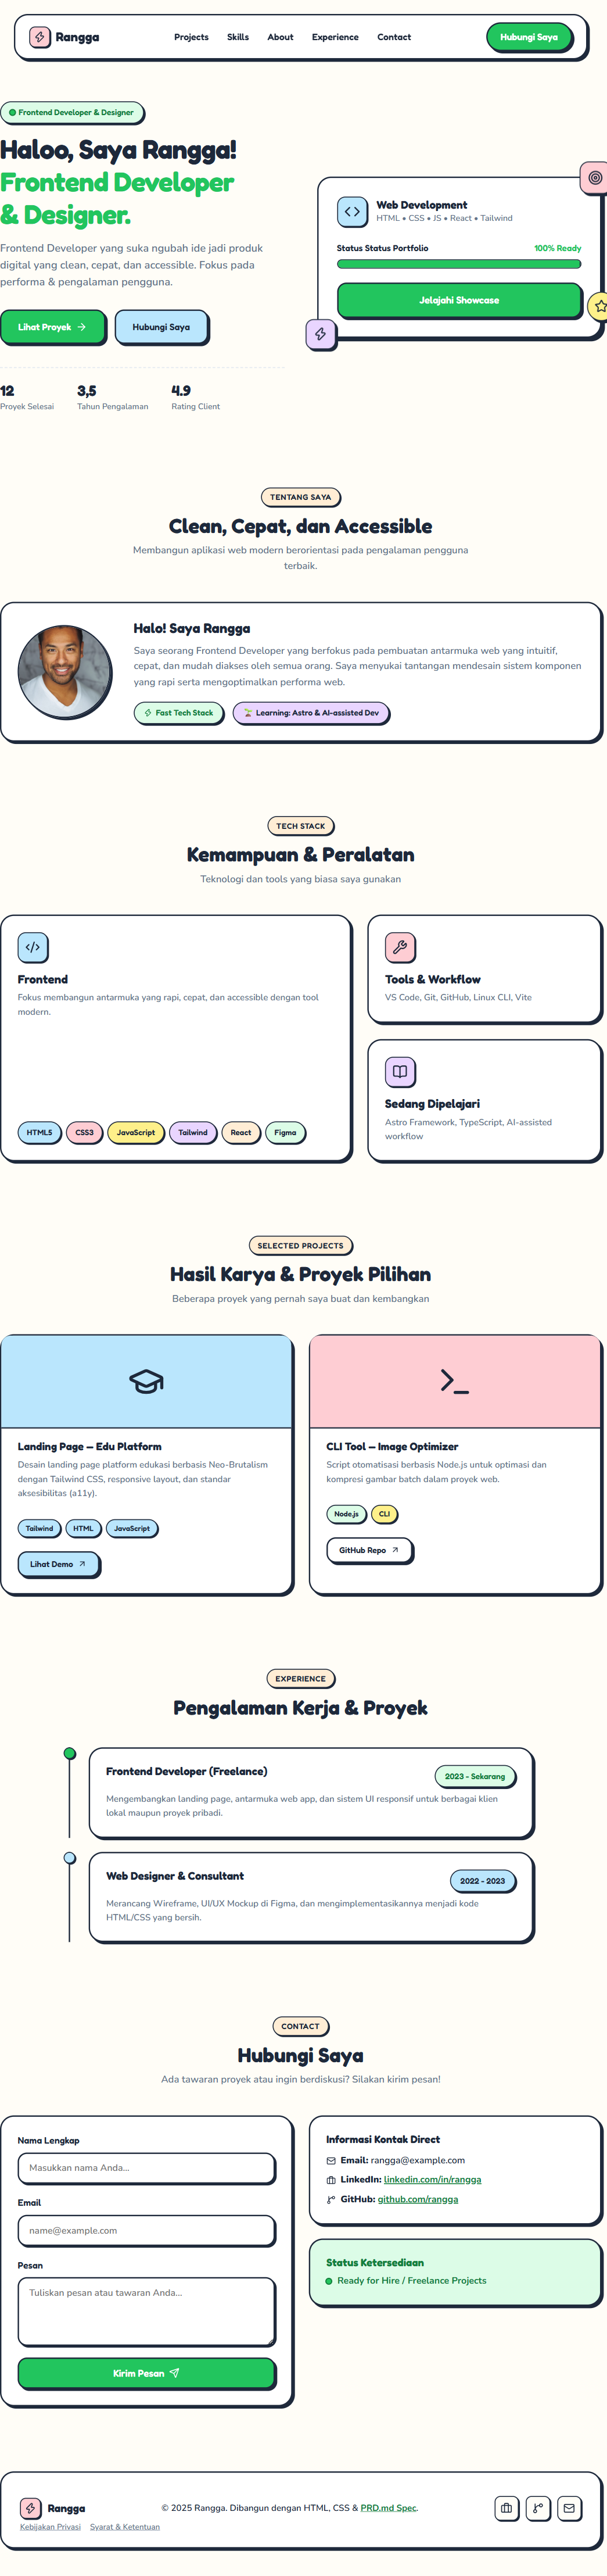 Rangga
Projects
Skills
About
Experience
Contact
Hubungi Saya
Frontend Developer & Designer
Haloo, Saya Rangga!
Frontend Developer
& Designer.
Frontend Developer yang suka ngubah ide jadi produk
digital yang clean, cepat, dan accessible. Fokus pada
performa & pengalaman pengguna.
Lihat Proyek
Hubungi Saya
12
Proyek Selesai
3,5
Tahun Pengalaman
4.9
Rating Client
Web Development
HTML • CSS • JS • React • Tailwind
Status Status Portfolio
100% Ready
Jelajahi Showcase
TENTANG SAYA
Clean, Cepat, dan Accessible
Membangun aplikasi web modern berorientasi pada pengalaman pengguna
terbaik.
Halo! Saya Rangga
Saya seorang Frontend Developer yang berfokus pada pembuatan antarmuka web yang intuitif,
cepat, dan mudah diakses oleh semua orang. Saya menyukai tantangan mendesain sistem komponen
yang rapi serta mengoptimalkan performa web.
Fast Tech Stack
Learning: Astro & AI-assisted Dev
TECH STACK
Kemampuan & Peralatan
Teknologi dan tools yang biasa saya gunakan
Frontend
Fokus membangun antarmuka yang rapi, cepat, dan accessible dengan tool
modern.
HTML5
CSS3
JavaScript
Tailwind
React
Figma
Tools & Workflow
VS Code, Git, GitHub, Linux CLI, Vite
Sedang Dipelajari
Astro Framework, TypeScript, AI-assisted
workflow
SELECTED PROJECTS
Hasil Karya & Proyek Pilihan
Beberapa proyek yang pernah saya buat dan kembangkan
Landing Page — Edu Platform
Desain landing page platform edukasi berbasis Neo-Brutalism
dengan Tailwind CSS, responsive layout, dan standar
aksesibilitas (a11y).
Tailwind
HTML
JavaScript
Lihat Demo
CLI Tool — Image Optimizer
Script otomatisasi berbasis Node.js untuk optimasi dan
kompresi gambar batch dalam proyek web.
Node.js
CLI
GitHub Repo
EXPERIENCE
Pengalaman Kerja & Proyek
Frontend Developer (Freelance)
2023 - Sekarang
Mengembangkan landing page, antarmuka web app, dan sistem UI responsif untuk berbagai klien
lokal maupun proyek pribadi.
Web Designer & Consultant
2022 - 2023
Merancang Wireframe, UI/UX Mockup di Figma, dan mengimplementasikannya menjadi kode
HTML/CSS yang bersih.
CONTACT
Hubungi Saya
Ada tawaran proyek atau ingin berdiskusi? Silakan kirim pesan!
Nama Lengkap
Masukkan nama Anda...
Email
name@example.com
Pesan
Tuliskan pesan atau tawaran Anda...
Kirim Pesan
Informasi Kontak Direct
Email: rangga@example.com
LinkedIn: linkedin.com/in/rangga
GitHub: github.com/rangga
Status Ketersediaan
Ready for Hire / Freelance Projects
Rangga
Kebijakan Privasi
Syarat & Ketentuan
© 2025 Rangga. Dibangun dengan HTML, CSS & PRD.md Spec.